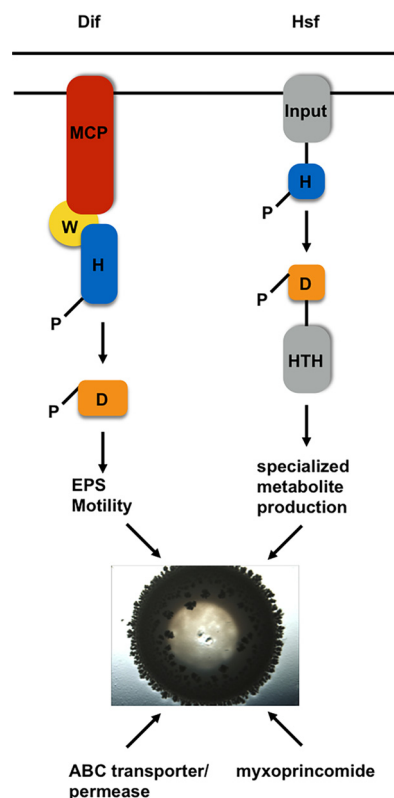 Dif
Hsf
MCP
W
H
P
D
P
EPS
Motility
Input
H
P
D
P
HTH
specialized
metabolite
production
ABC transporter/
permease
myxoprincomide